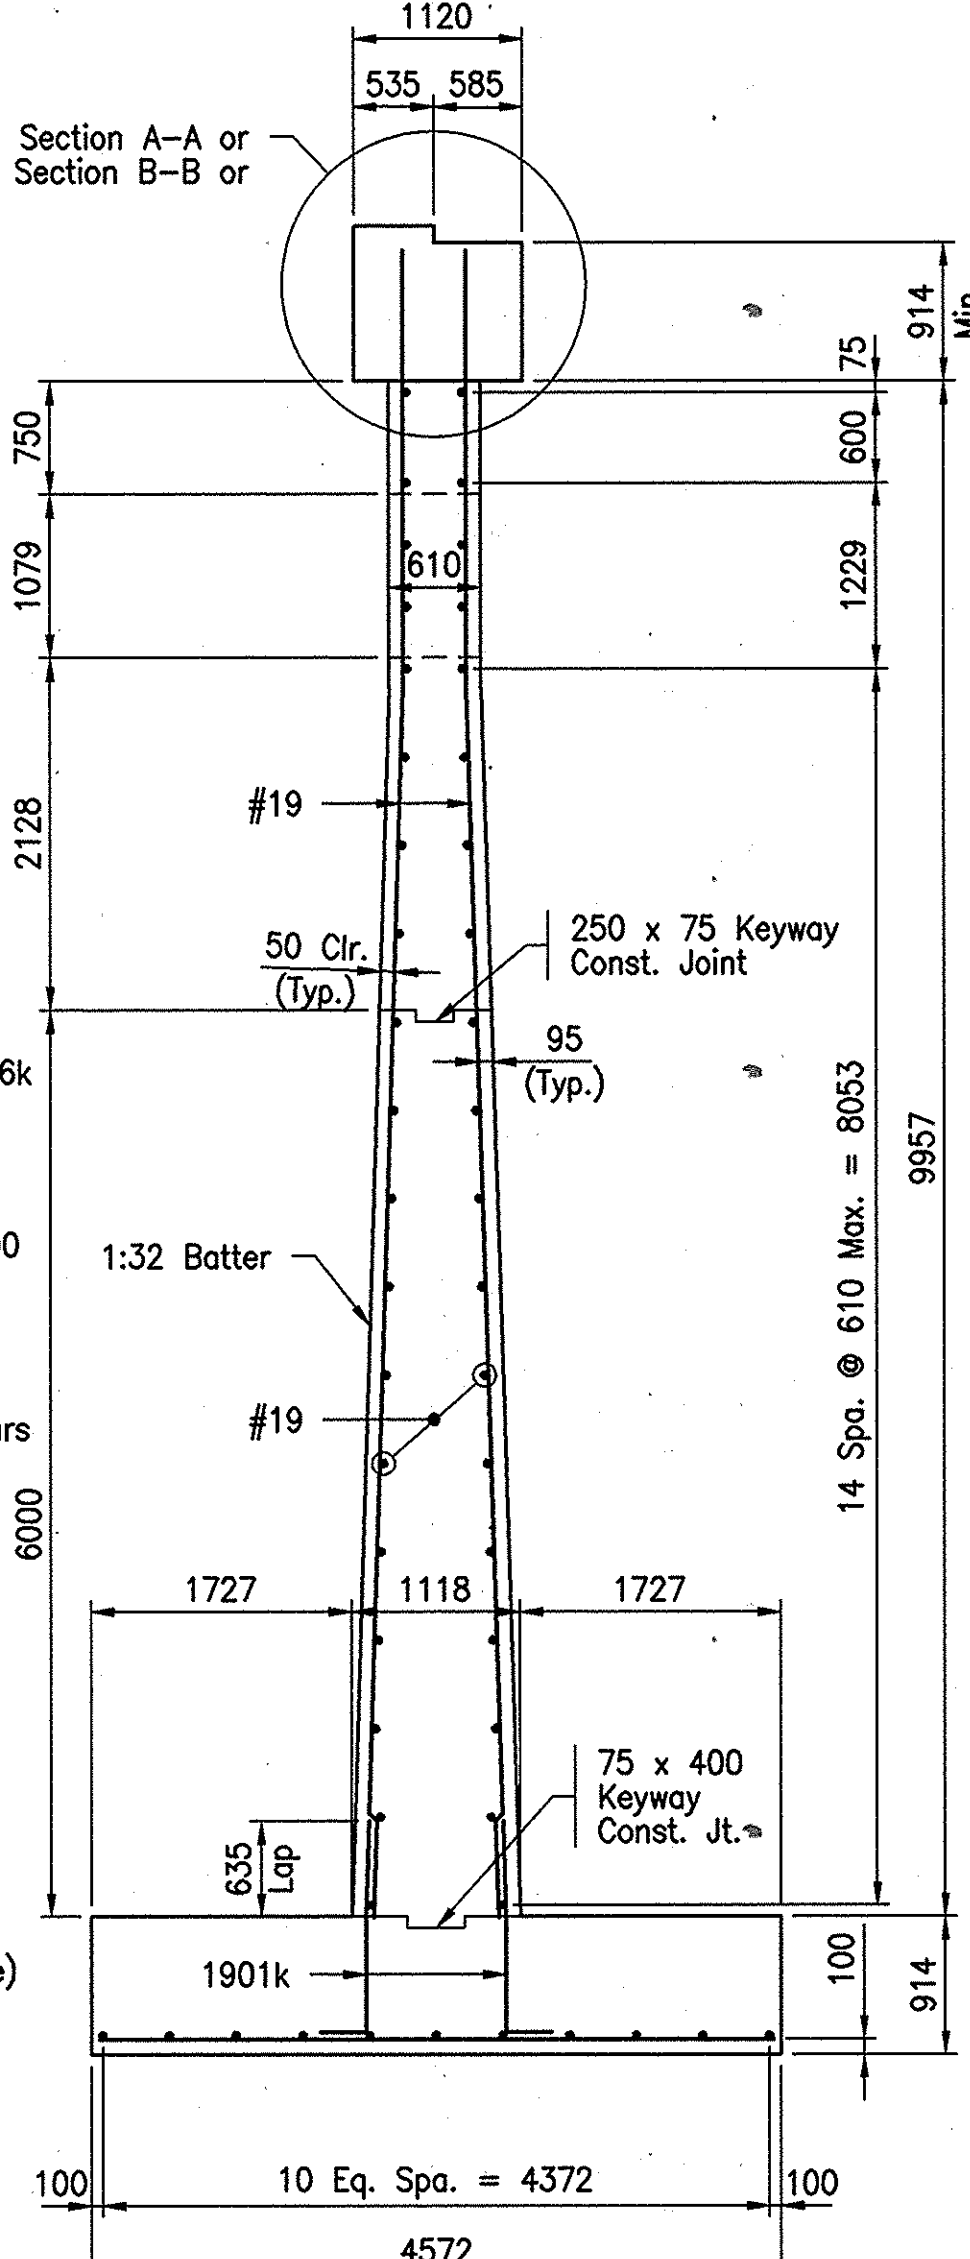 1120
535
585
Section A-A or
Section B-B or
914
Min
75
750
600
1079
610
1229
2128
#19
250 x 75 Keyway
Const. Joint
50 Clr.
(Typ.)
95
(Typ.)
6k
14 Spa. @ 610 Max. = 8053
9957
0
1:32 Batter
#19
ars
6000
1727
1118
1727
75 x 400
Keyway
Const. Jt.
635
Lap
e)
1901k
100
914
100
10 Eq. Spa. = 4372
100
4572